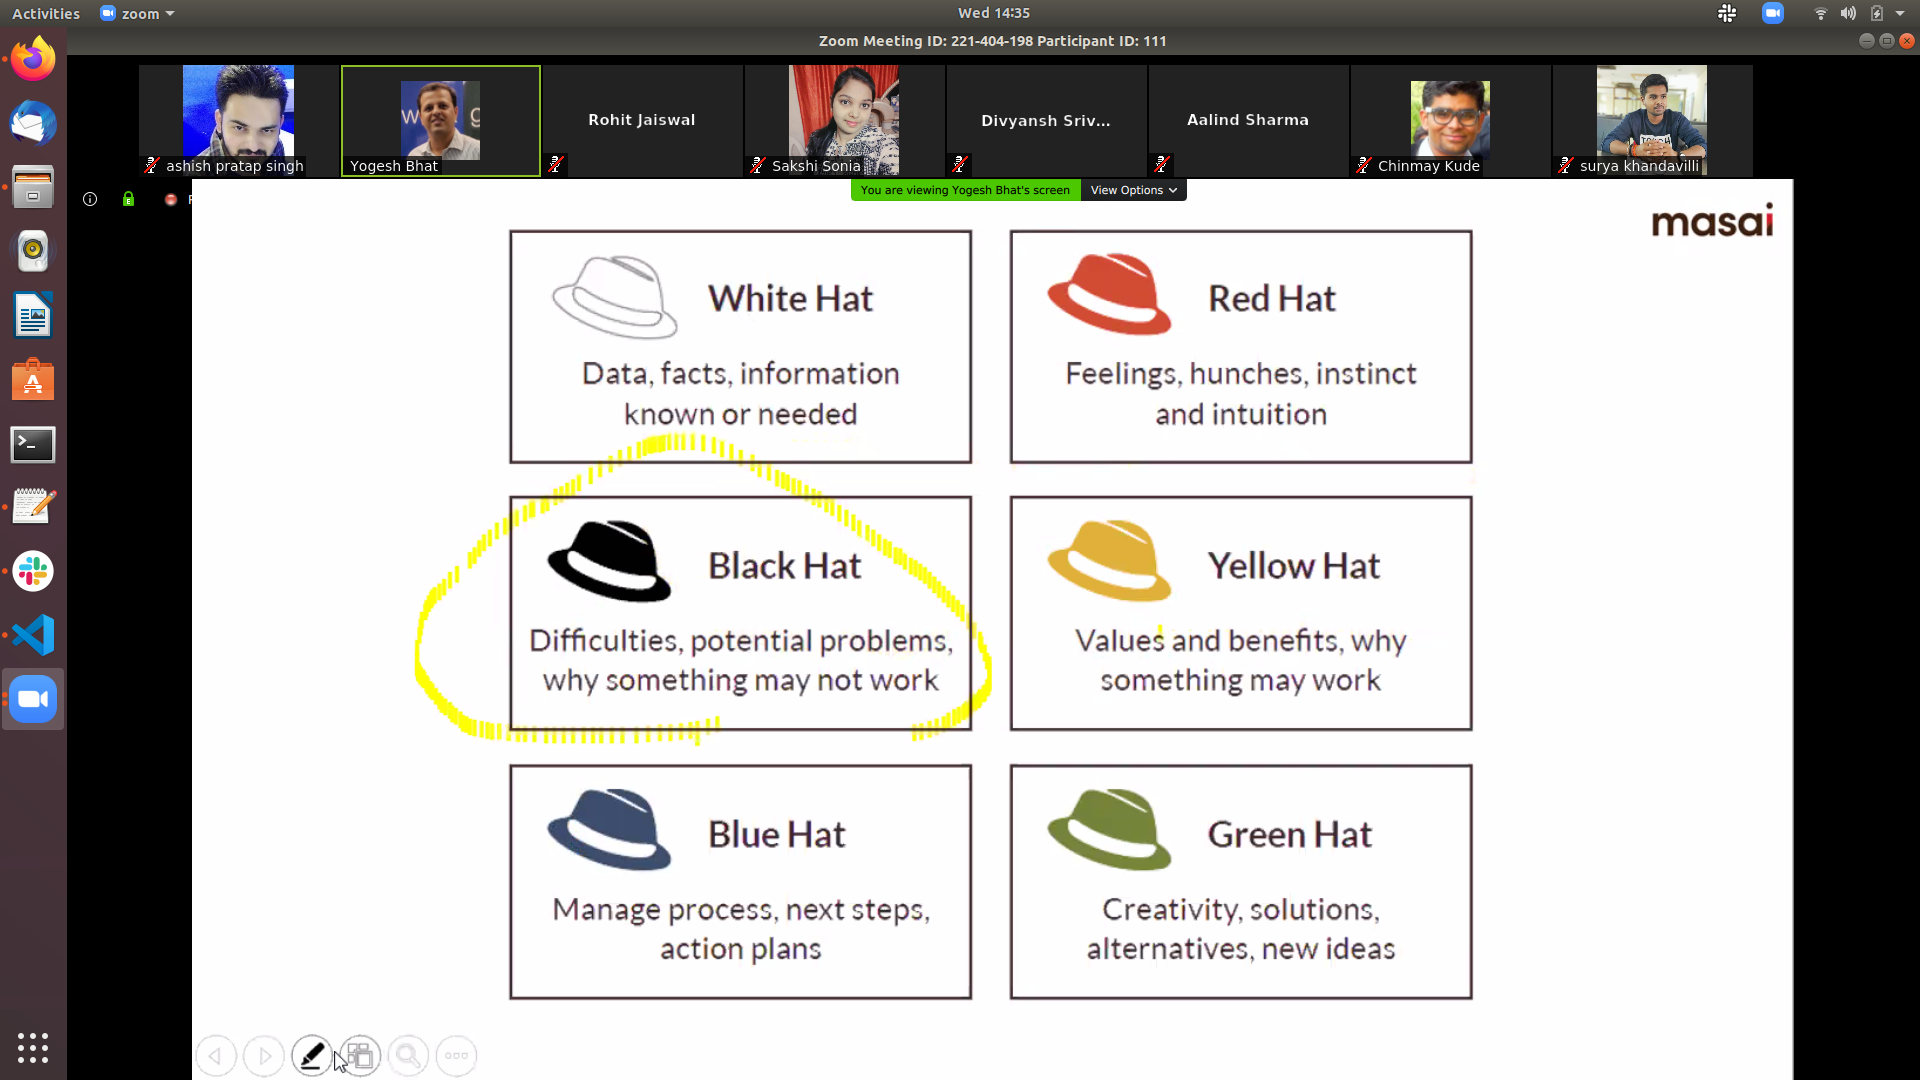 Activities
zoom
Wed 14:35
Zoom Meeting ID: 221-404-198 Participant ID: 111
ashish pratap singh
Yogesh Bhat
Rohit Jaiswal
Sakshi Sonia
Divyansh Sriv...
Aalind Sharma
Chinmay Kude
surya khandavilli
You are viewing Yogesh Bhat's screen
View Options
masai
White Hat
Data, facts, information
known or needed
Red Hat
Feelings, hunches, instinct
and intuition
Black Hat
Difficulties, potential problems,
why something may not work
Yellow Hat
Values and benefits, why
something may work
Blue Hat
Manage process, next steps,
action plans
Green Hat
Creativity, solutions,
alternatives, new ideas